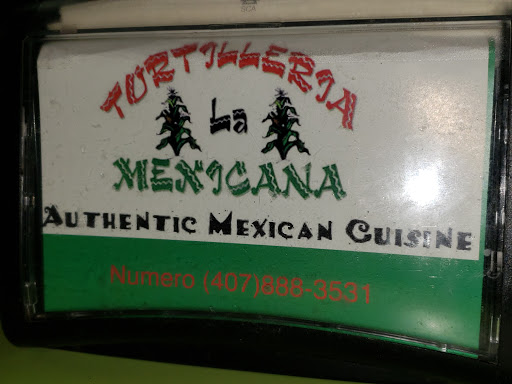 TORTILLERIA
La
MEXICANA
AUTHENTIC MEXICAN CUISINE
Numero (407)888-3531